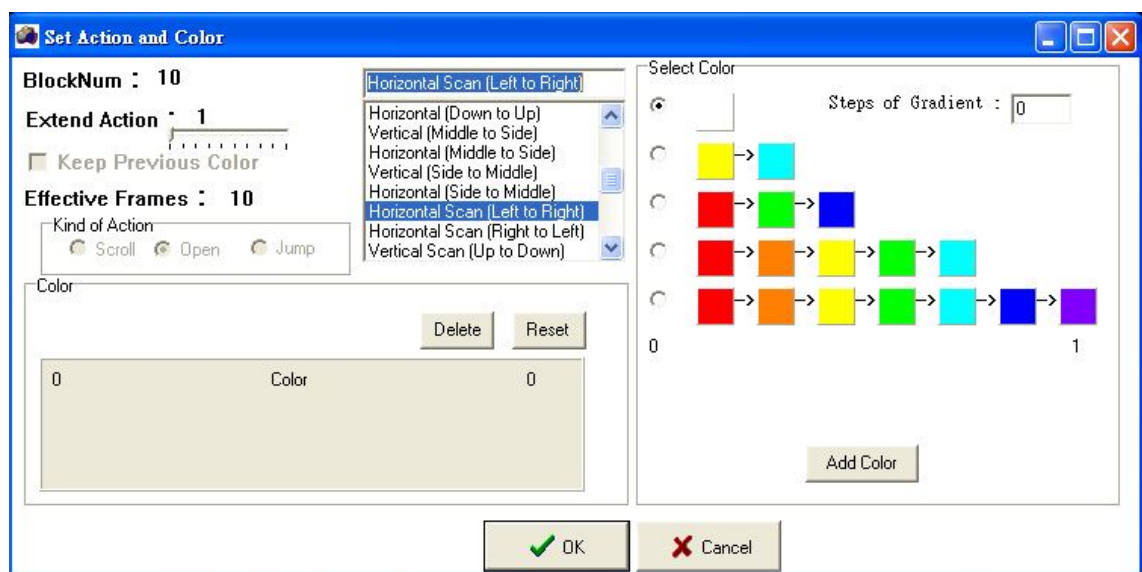 Set Action and Color
BlockNum : 10
Extend Action : 1
Keep Previous Color
Effective Frames : 10
Kind of Action
Scroll Open Jump
Horizontal Scan (Left to Right)
Horizontal (Down to Up)
Vertical (Middle to Side)
Horizontal (Middle to Side)
Vertical (Side to Middle)
Horizontal (Side to Middle)
Horizontal Scan (Left to Right)
Horizontal Scan (Right to Left)
Vertical Scan (Up to Down)
Color
Delete Reset
0 Color 0
Select Color
Steps of Gradient : 0
->
-> ->
-> -> -> ->
-> -> -> -> -> ->
0 1
Add Color
OK Cancel